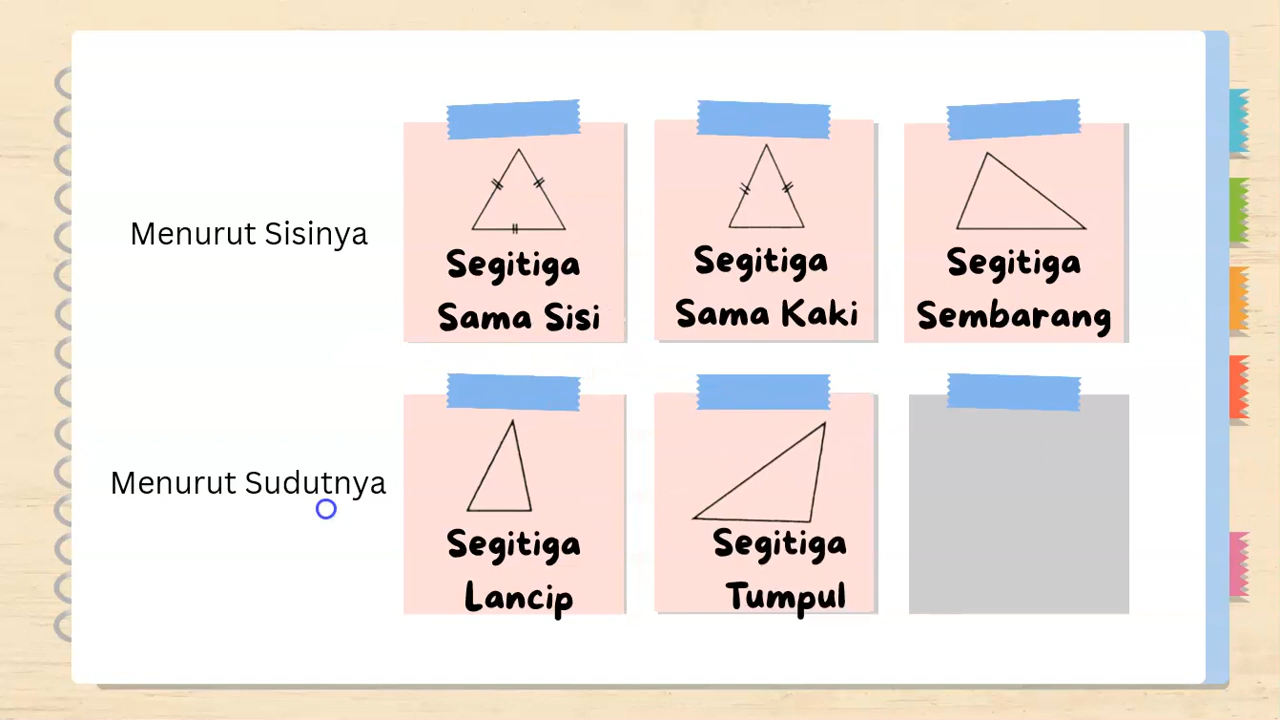 Menurut Sisinya
Segitiga
Sama Sisi
Segitiga
Sama Kaki
Segitiga
Sembarang
Menurut Sudutnya
Segitiga
Lancip
Segitiga
Tumpul